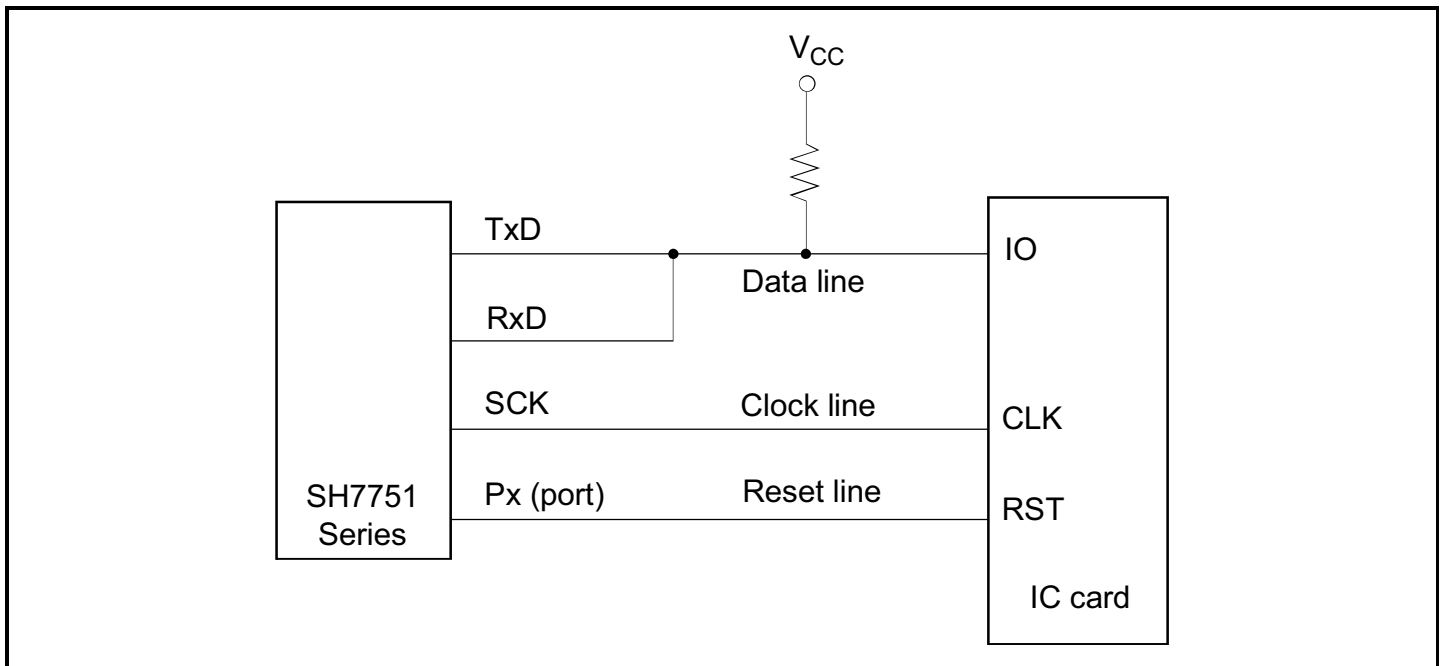 VCC
TxD
IO
Data line
RxD
SCK
Clock line
CLK
Px (port)
Reset line
RST
SH7751
Series
IC card